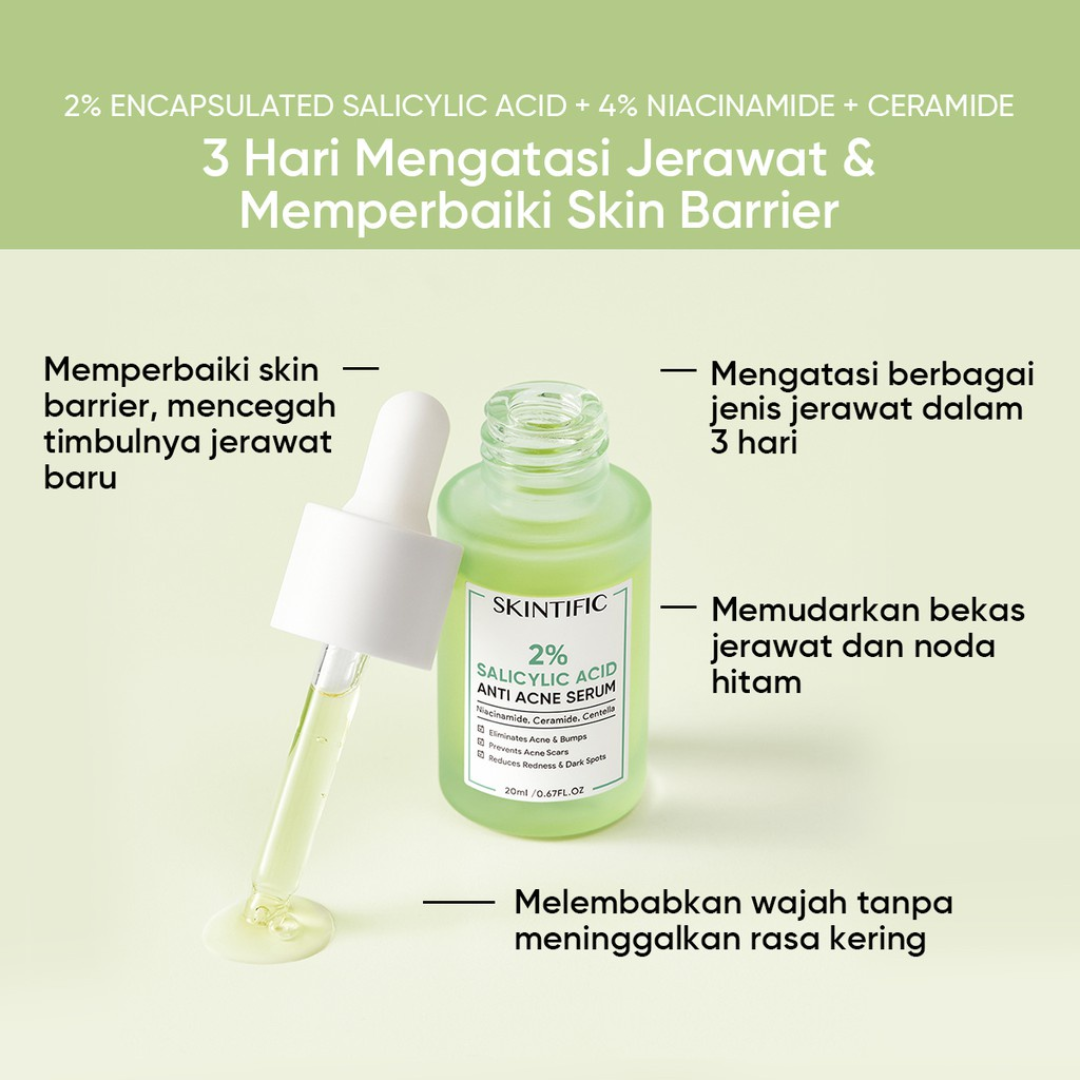 2% ENCAPSULATED SALICYLIC ACID + 4% NIACINAMIDE + CERAMIDE
3 Hari Mengatasi Jerawat &
Memperbaiki Skin Barrier
Memperbaiki skin
barrier, mencegah
timbulnya jerawat
baru
Mengatasi berbagai
jenis jerawat dalam
3 hari
SKINTIFIC
2%
SALICYLIC ACID
ANTI ACNE SERUM
Niacinamide, Ceramide, Centella
Eliminates Acne & Bumps
Prevents Acne Scars
Reduces Redness & Dark Spots
20ml /0.67FL.OZ
Memudarkan bekas
jerawat dan noda
hitam
Melembabkan wajah tanpa
meninggalkan rasa kering